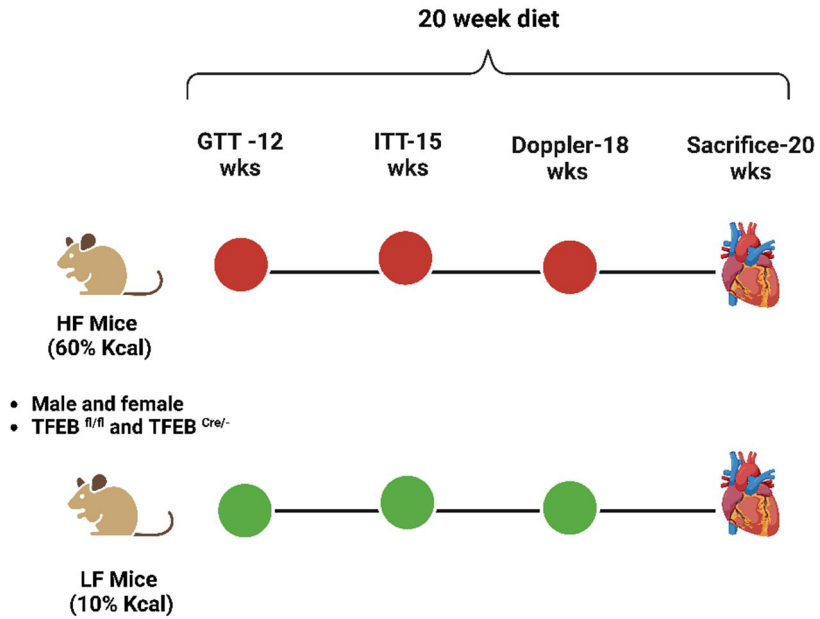 20 week diet
GTT -12
wks
ITT-15
wks
Doppler-18
wks
Sacrifice-20
wks
HF Mice
(60% Kcal)
• Male and female
• TFEB fl/fl and TFEB Cre/-
LF Mice
(10% Kcal)